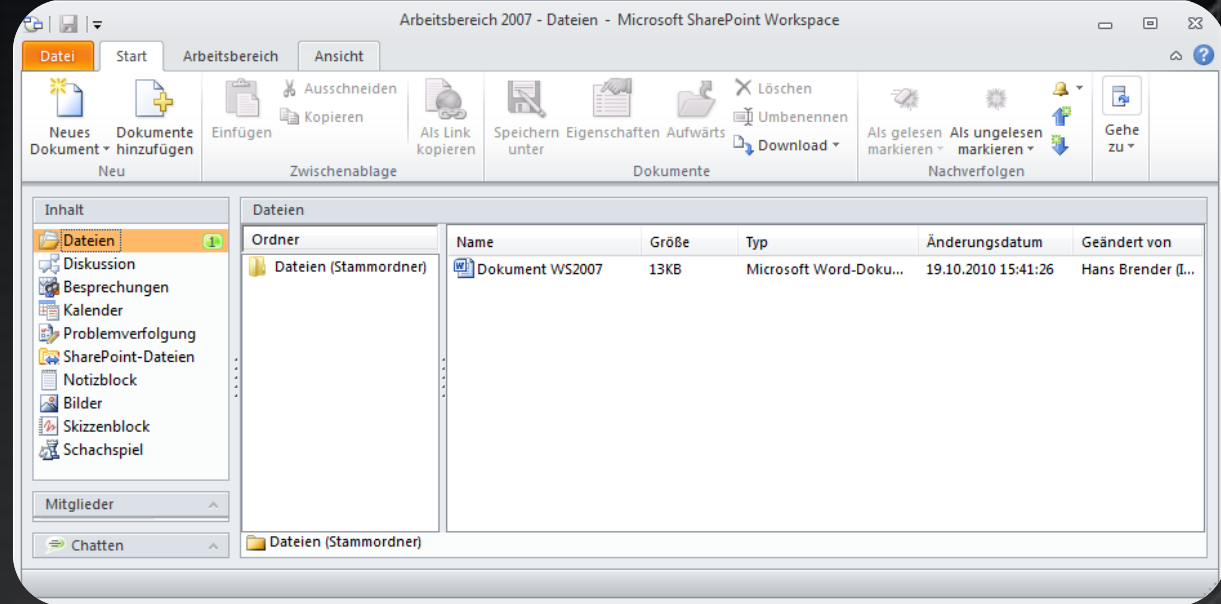 Arbeitsbereich 2007 - Dateien - Microsoft SharePoint Workspace
Datei Start Arbeitsbereich Ansicht
Neues Dokument
Dokumente hinzufügen
Neu
Einfügen
Ausschneiden
Kopieren
Als Link kopieren
Zwischenablage
Speichern unter
Eigenschaften
Aufwärts
Löschen
Umbenennen
Download
Dokumente
Als gelesen markieren
Als ungelesen markieren
Nachverfolgen
Gehe zu
Inhalt
Dateien 1
Diskussion
Besprechungen
Kalender
Problemverfolgung
SharePoint-Dateien
Notizblock
Bilder
Skizzenblock
Schachspiel
Mitglieder
Chatten
Dateien
Ordner
Dateien (Stammordner)
Name Größe Typ Änderungsdatum Geändert von
Dokument WS2007 13KB Microsoft Word-Doku... 19.10.2010 15:41:26 Hans Brender (I...
Dateien (Stammordner)